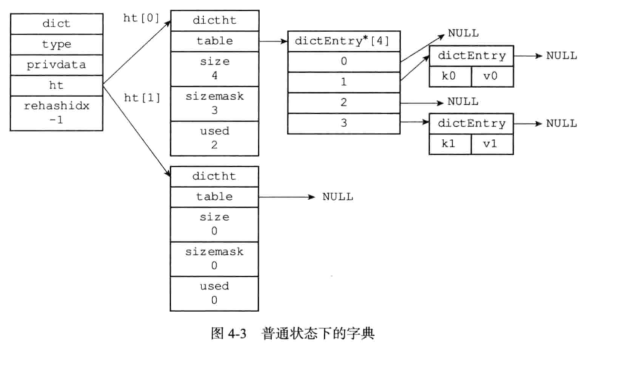 dict
type
privdata
ht
rehashidx
-1
ht[0]
ht[1]
dictht
table
size
4
sizemask
3
used
2
dictEntry*[4]
0
1
2
3
NULL
dictEntry
k0 v0
NULL
NULL
dictEntry
k1 v1
NULL
dictht
table
size
0
sizemask
0
used
0
NULL
图 4-3 普通状态下的字典